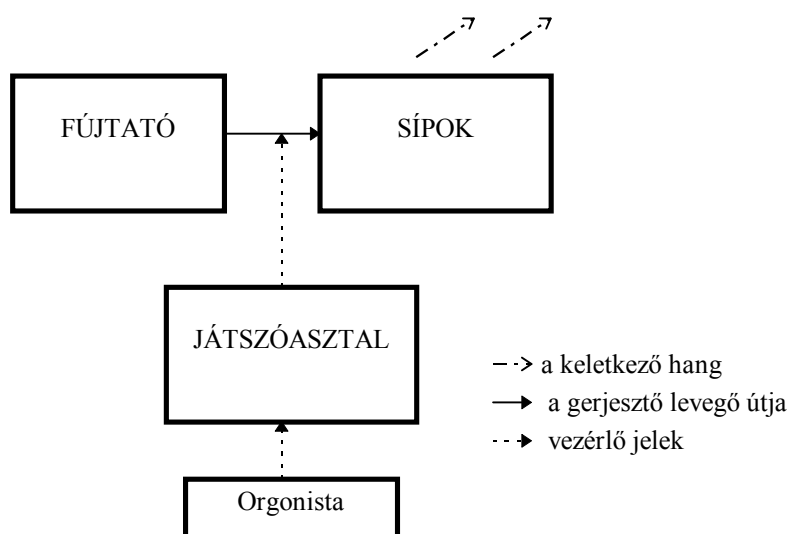 FÚJTATÓ
SÍPOK
JÁTSZÓASZTAL
a keletkező hang
a gerjesztő levegő útja
vezérlő jelek
Orgonista